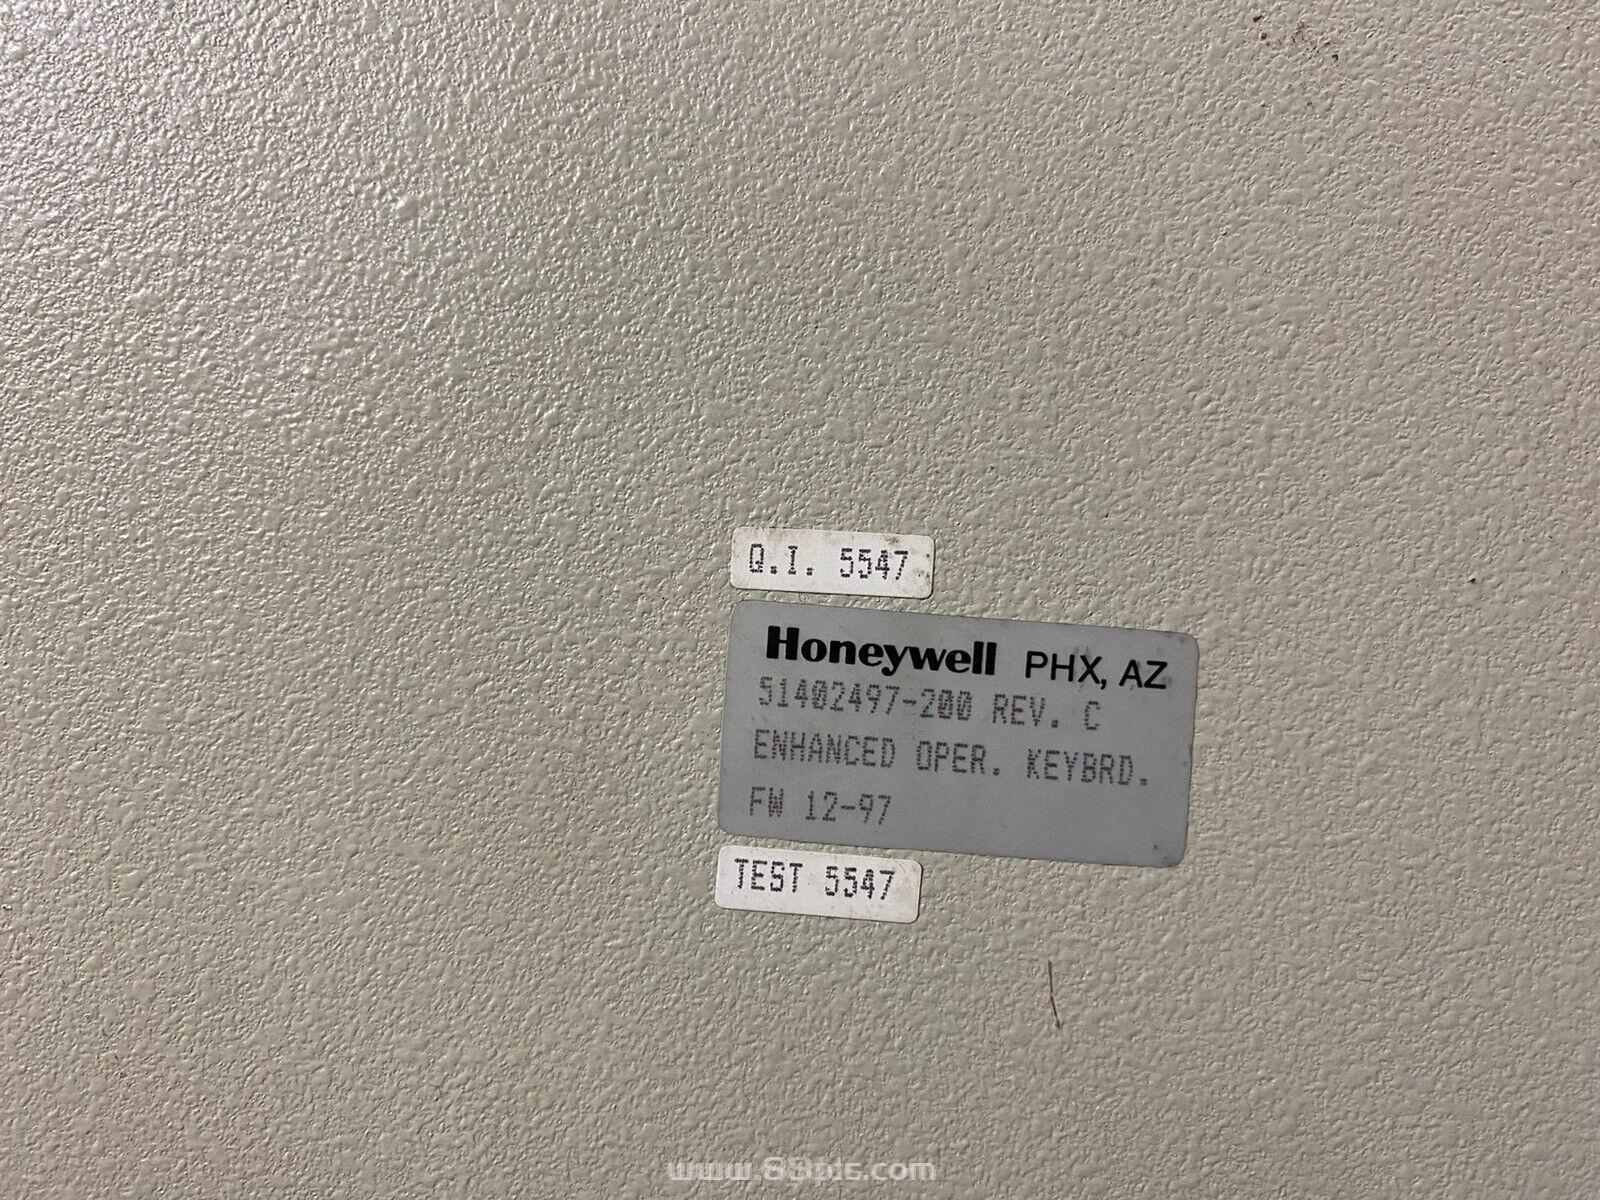 Q.I. 5547
Honeywell PHX, AZ
51402497-200 REV. C
ENHANCED OPER. KEYBRD.
FW 12-97
TEST 5547